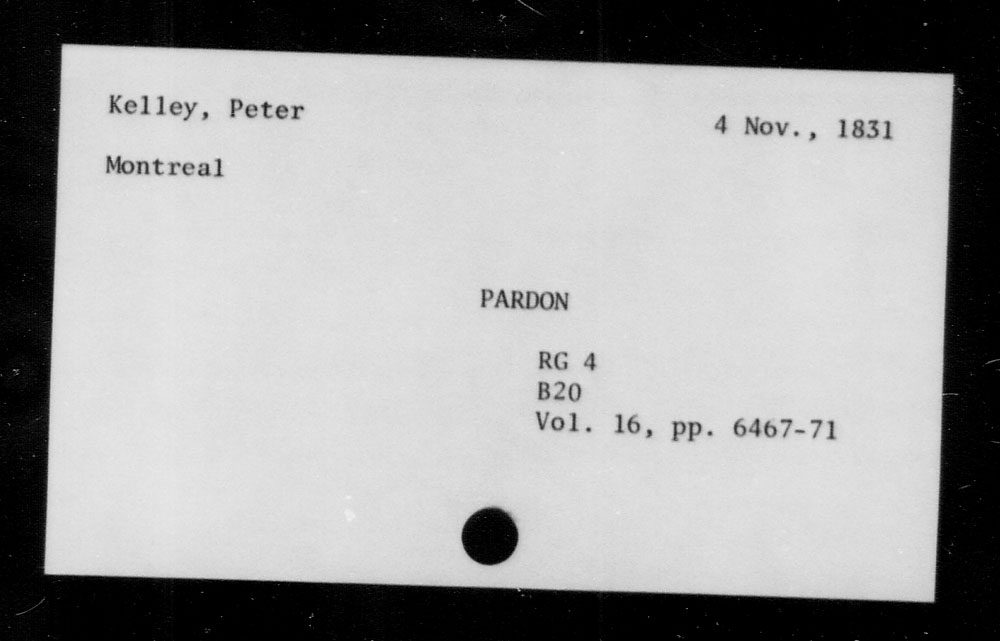 Kelley, Peter
4 Nov., 1831
Montreal
PARDON
RG 4
B20
Vol. 16, pp. 6467-71